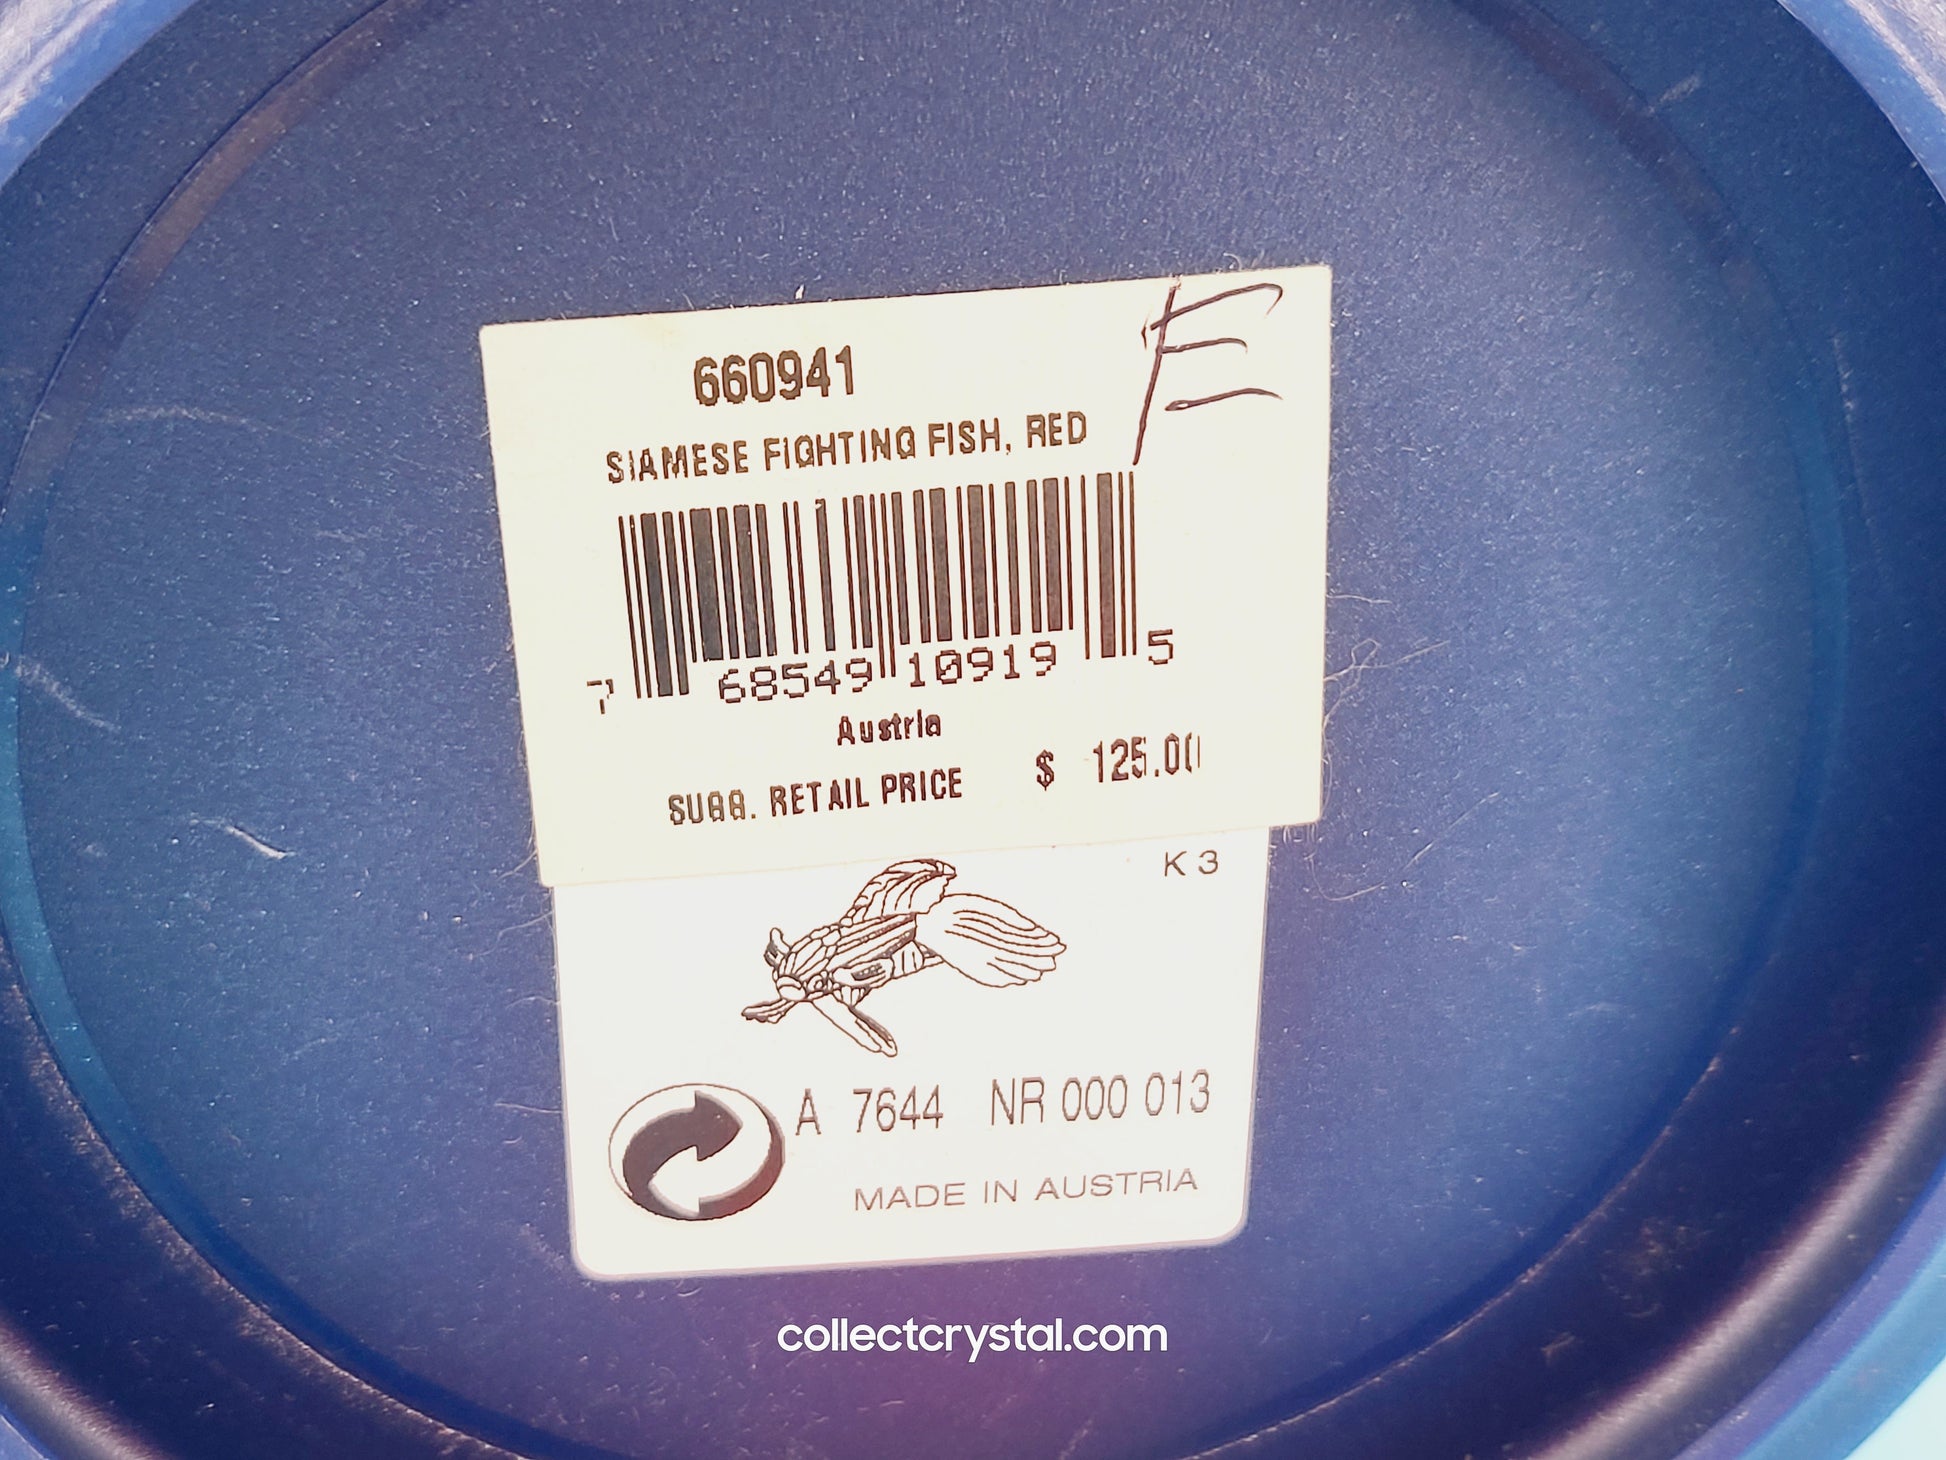 E
660941
SIAMESE FIGHTING FISH, RED
7 68549 10919 5
Austria
SUGG. RETAIL PRICE $ 125.00
K 3
A 7644 NR 000 013
MADE IN AUSTRIA
collectcrystal.com